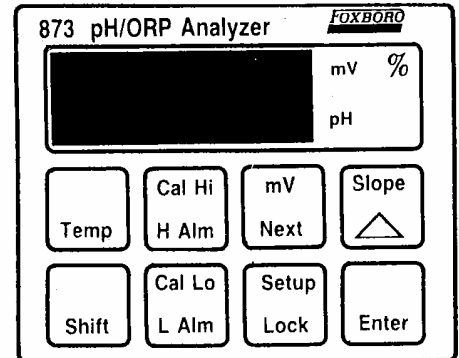 873 pH/ORP Analyzer FOXBORO
mV %
pH
Cal Hi mV Slope
Temp H Alm Next
Cal Lo Setup
Shift L Alm Lock Enter